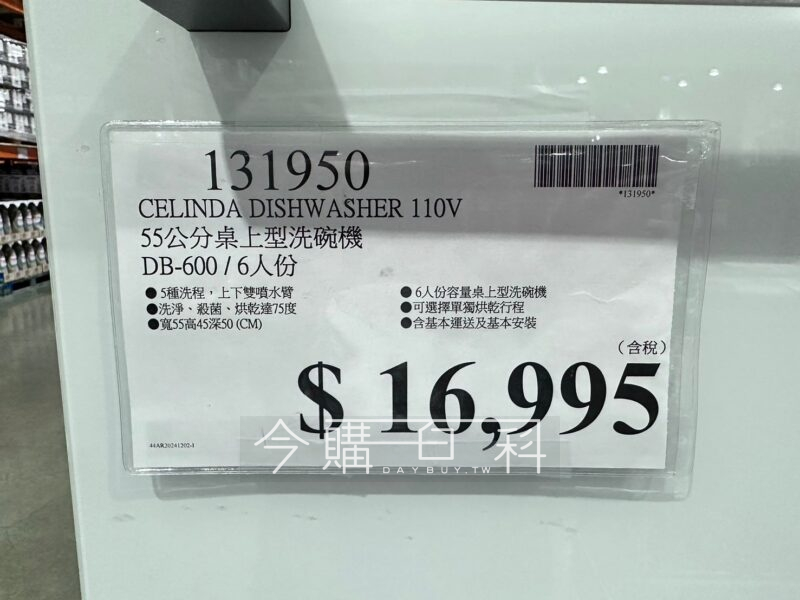 131950
*131950*
CELINDA DISHWASHER 110V
55公分桌上型洗碗機
DB-600 / 6人份
● 5種洗程，上下雙噴水臂
●洗淨、殺菌、烘乾達75度
●寬55高45深50 (CM)
● 6人份容量桌上型洗碗機
●可選擇單獨烘乾行程
●含基本運送及基本安裝
（含稅）
$ 16,995
44AR20241202-1
今購百科
DAYBUY.TW